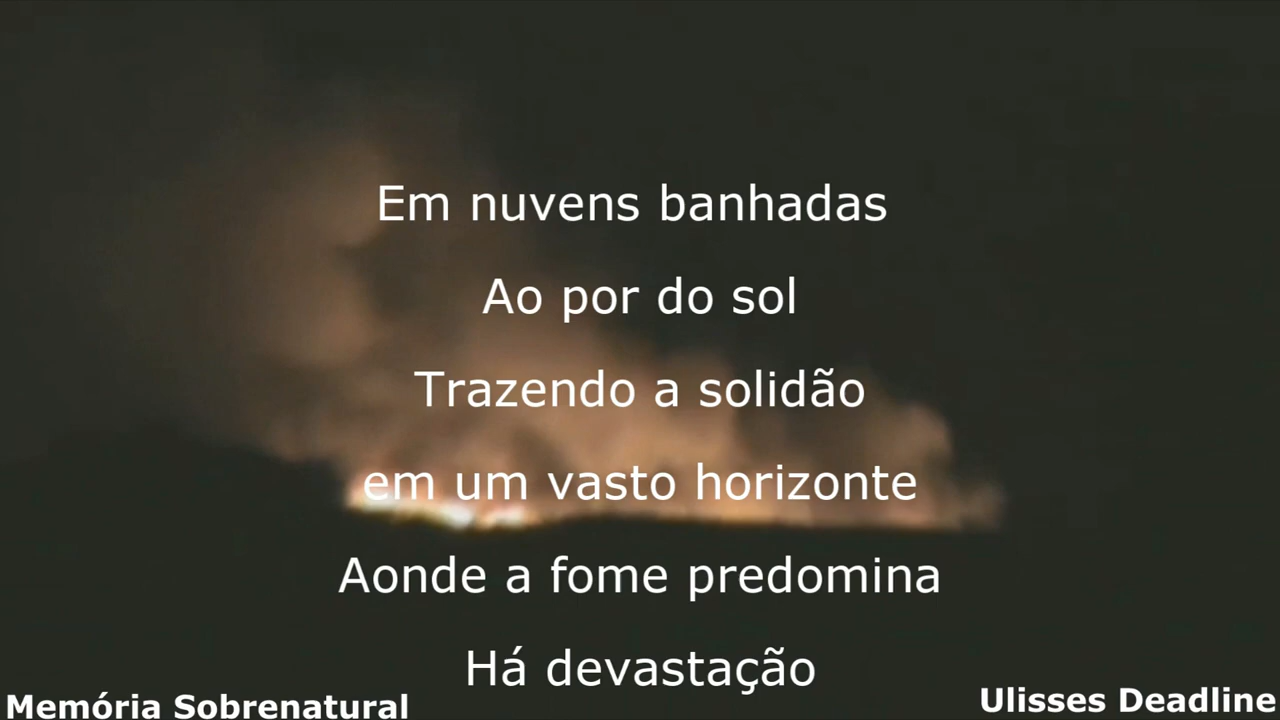 Em nuvens banhadas
Ao por do sol
Trazendo a solidão
em um vasto horizonte
Aonde a fome predomina
Há devastação
Memória Sobrenatural
Ulisses Deadline